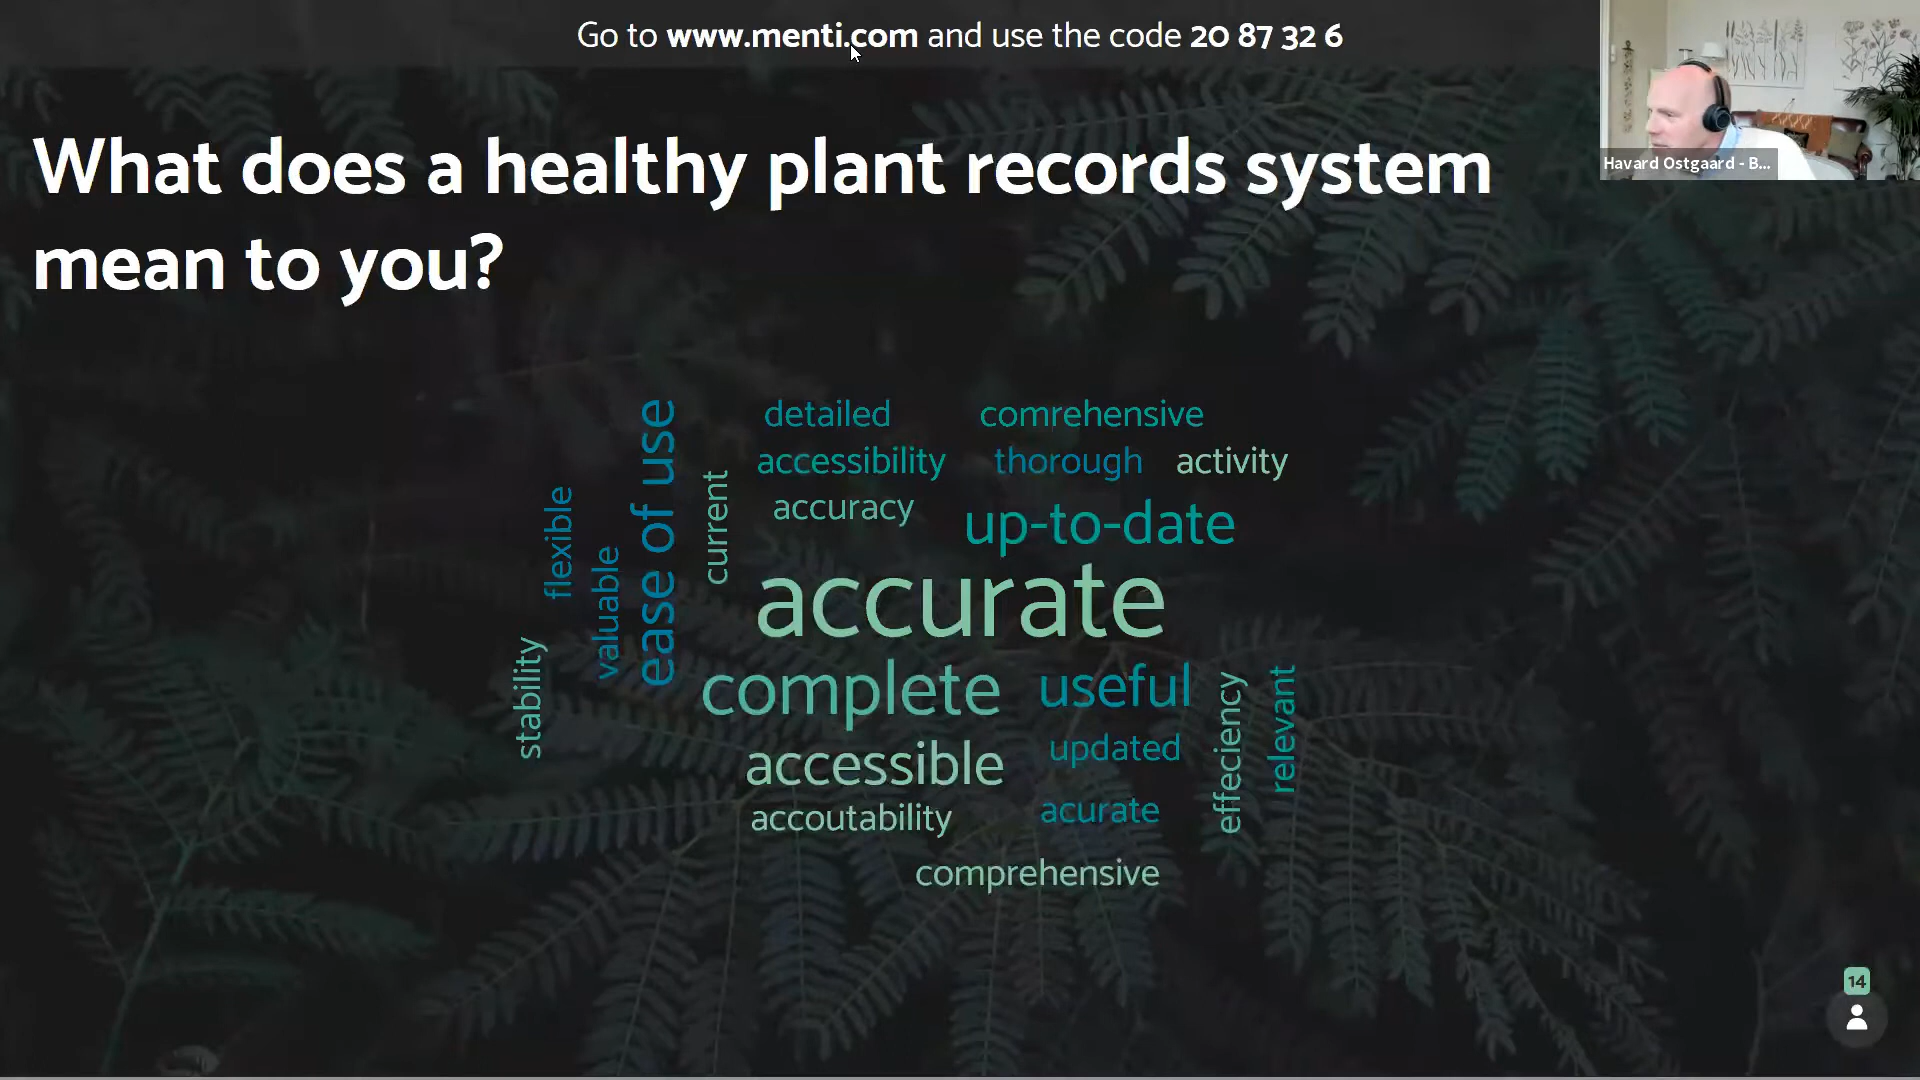 Go to www.menti.com and use the code 20 87 32 6
Havard Ostgaard - B...
What does a healthy plant records system
mean to you?
detailed
comrehensive
accessibility
thorough
activity
accuracy
up-to-date
ease of use
current
flexible
valuable
accurate
stability
complete
useful
effeciency
relevant
accessible
updated
accoutability
acurate
comprehensive
14